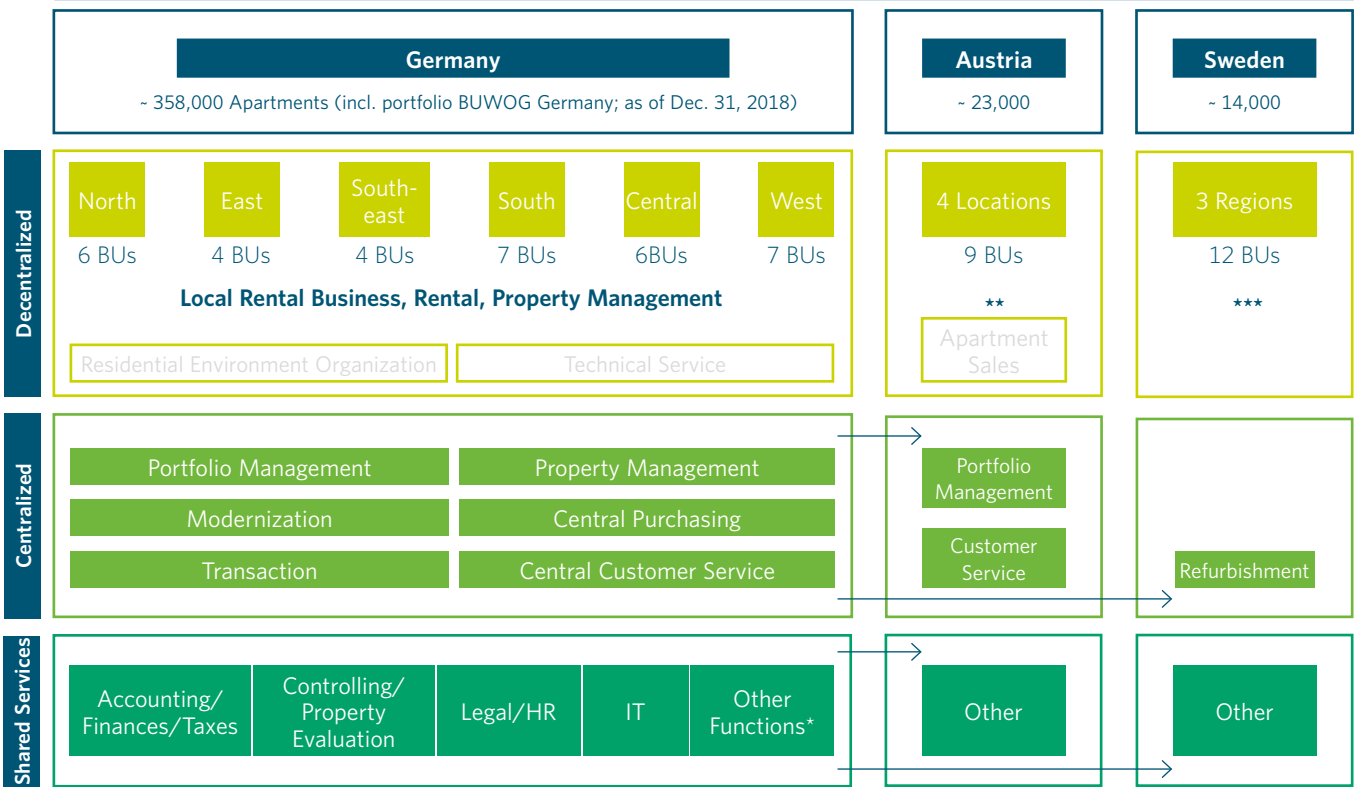 Germany
~ 358,000 Apartments (incl. portfolio BUWOG Germany; as of Dec. 31, 2018)
Austria
~ 23,000
Sweden
~ 14,000
Decentralized
North
East
South-
east
South
Central
West
6 BUs
4 BUs
4 BUs
7 BUs
6BUs
7 BUs
Local Rental Business, Rental, Property Management
Residential Environment Organization
Technical Service
4 Locations
9 BUs
**
Apartment
Sales
3 Regions
12 BUs
***
Centralized
Portfolio Management
Property Management
Modernization
Central Purchasing
Transaction
Central Customer Service
Portfolio
Management
Customer
Service
Refurbishment
Shared Services
Accounting/
Finances/Taxes
Controlling/
Property
Evaluation
Legal/HR
IT
Other
Functions*
Other
Other